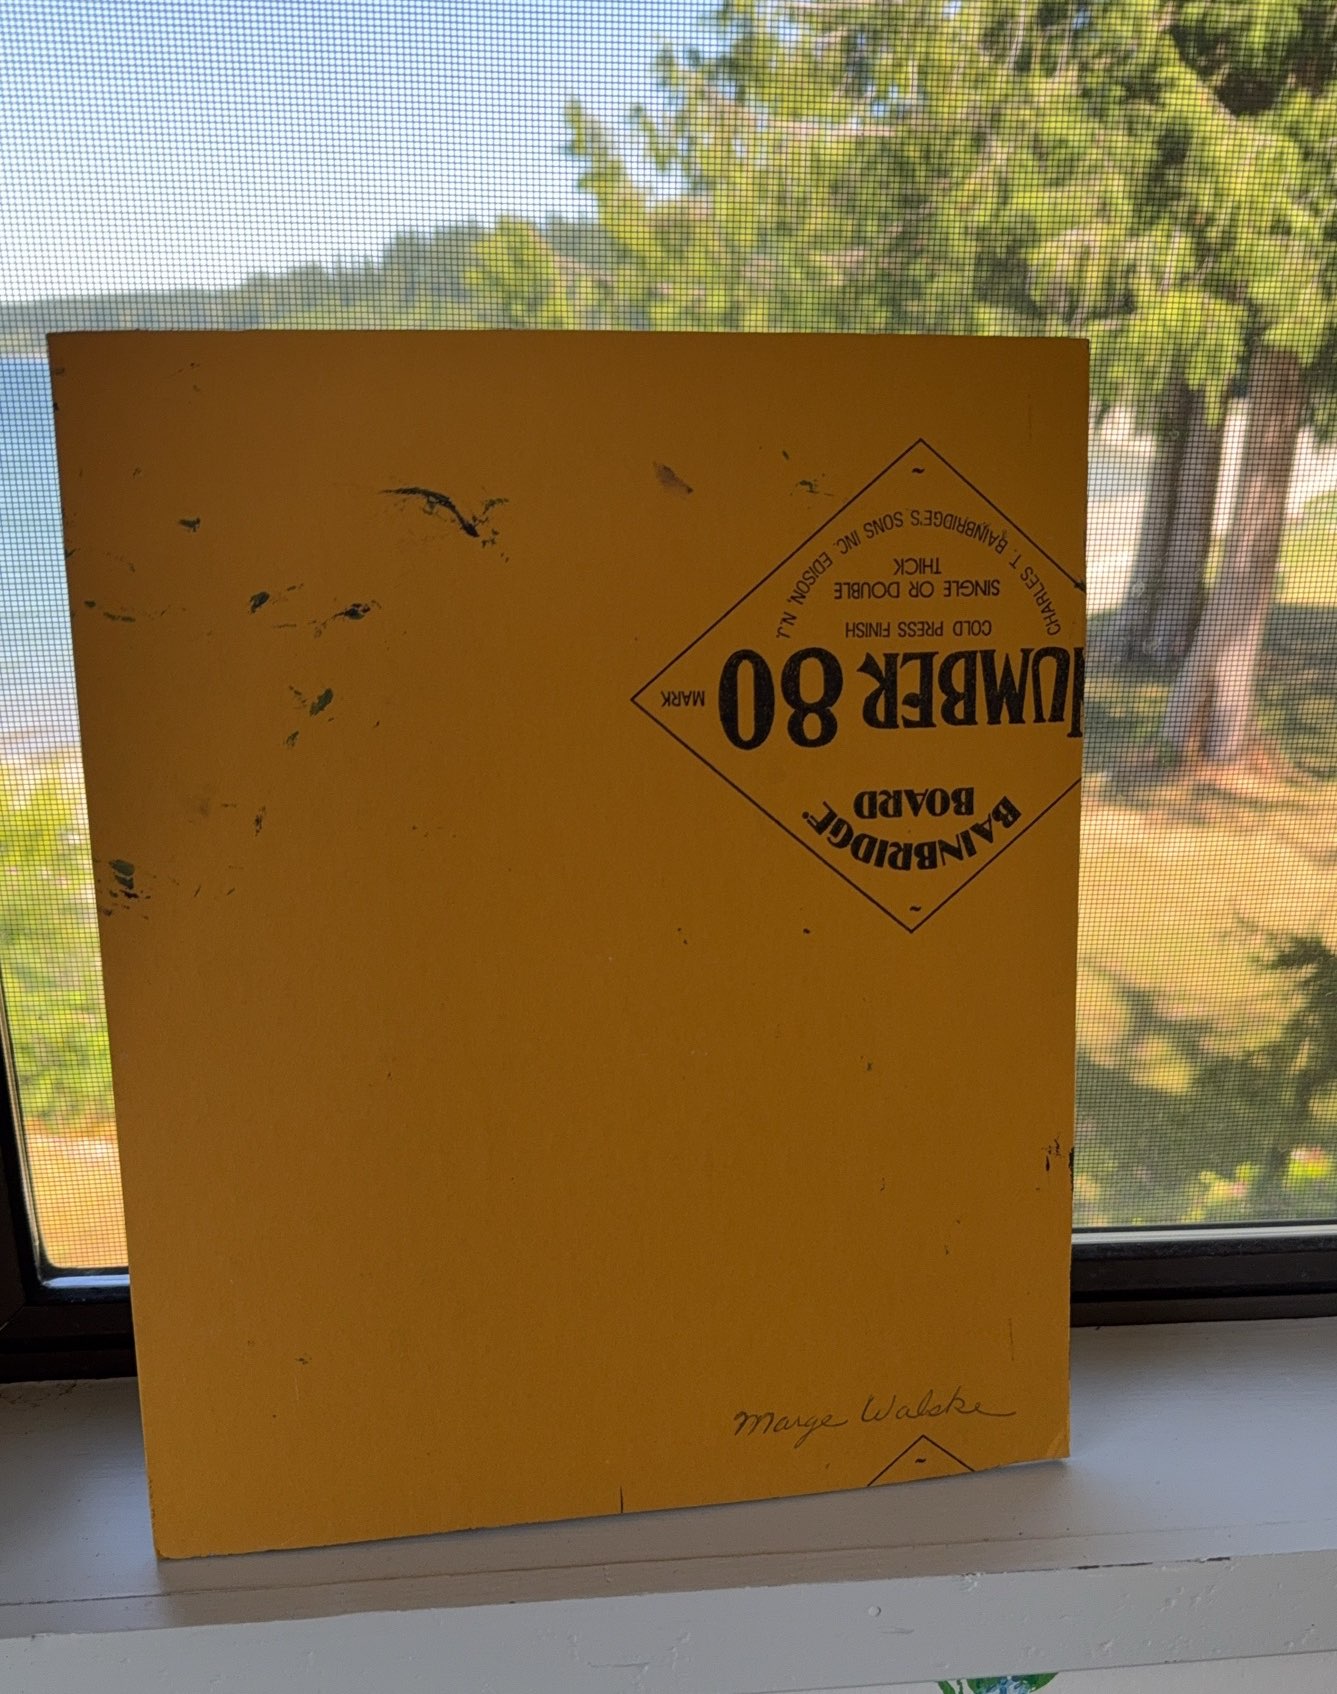 BAINBRIDGE
BOARD
NUMBER 80 MARK
COLD PRESS FINISH
SINGLE OR DOUBLE
THICK
CHARLES T. BAINBRIDGE'S SONS INC. EDISON, N.J.
Marge Walske